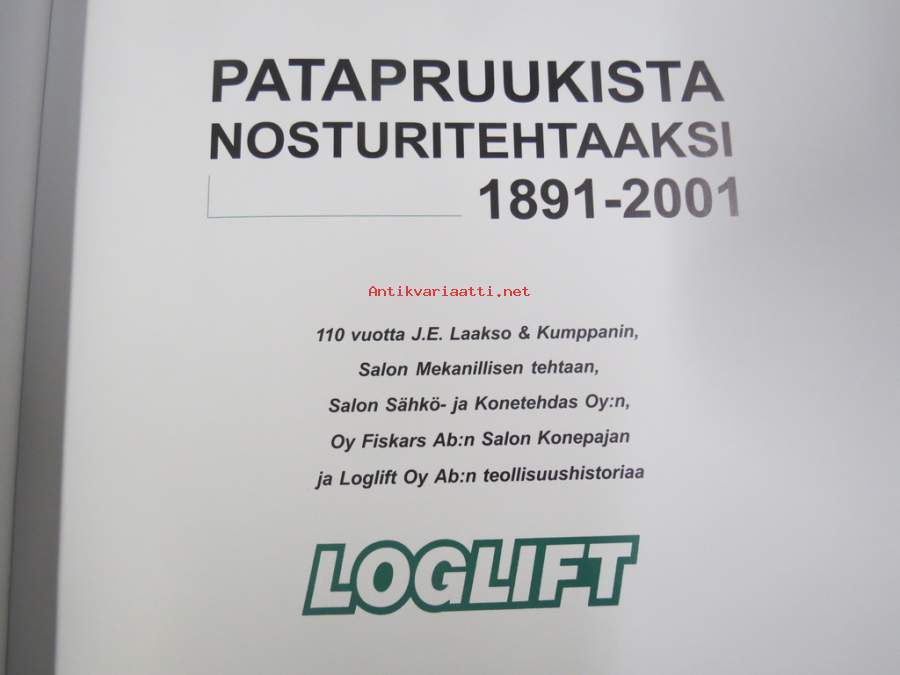 PATAPRUUKISTA
NOSTURITEHTAAKSI
1891-2001
Antikvariaatti.net
110 vuotta J.E. Laakso & Kumppanin,
Salon Mekanillisen tehtaan,
Salon Sähkö- ja Konetehdas Oy:n,
Oy Fiskars Ab:n Salon Konepajan
ja Loglift Oy Ab:n teollisuushistoriaa
LOGLIFT